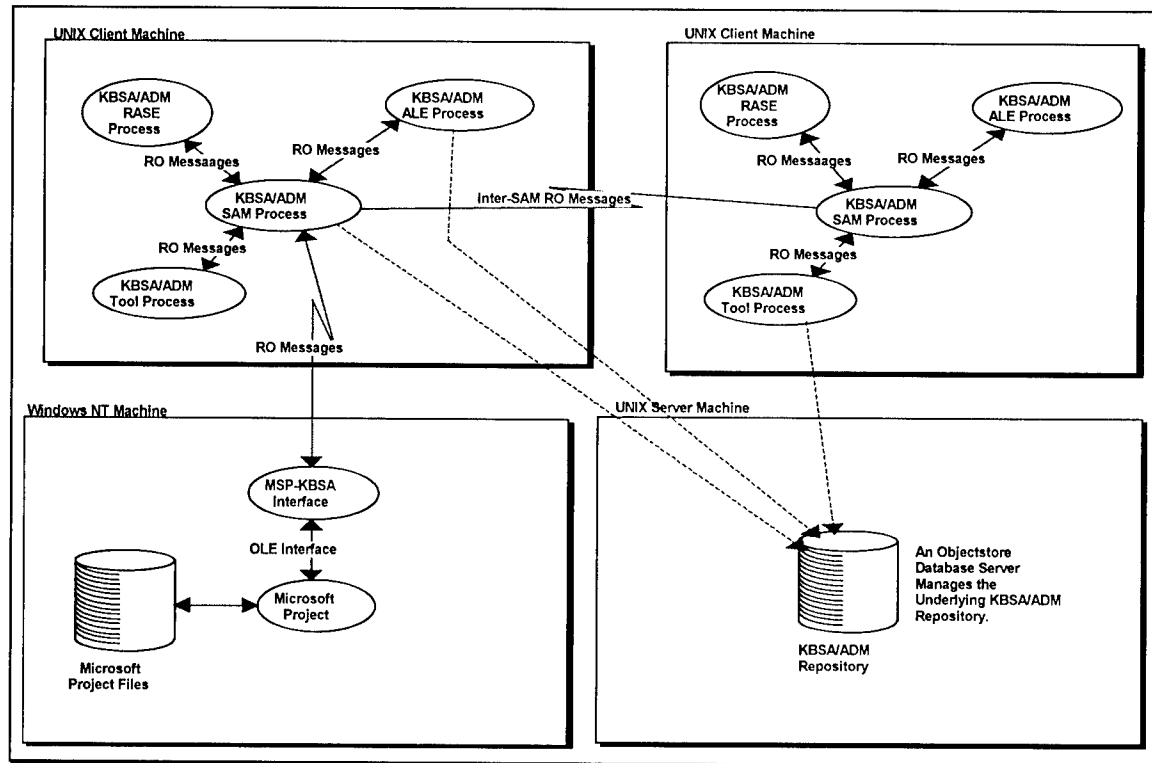 UNIX Client Machine
KBSA/ADM
RASE
Process
KBSA/ADM
ALE Process
RO Messaages
RO Messages
KBSA/ADM
SAM Process
RO Messages
KBSA/ADM
Tool Process
RO Messages
Inter-SAM RO Messages
UNIX Client Machine
KBSA/ADM
RASE
Process
KBSA/ADM
ALE Process
RO Messaages
RO Messages
KBSA/ADM
SAM Process
RO Messages
KBSA/ADM
Tool Process
Windows NT Machine
MSP-KBSA
Interface
OLE Interface
Microsoft
Project
Microsoft
Project Files
UNIX Server Machine
An Objectstore
Database Server
Manages the
Underlying KBSA/ADM
Repository.
KBSA/ADM
Repository